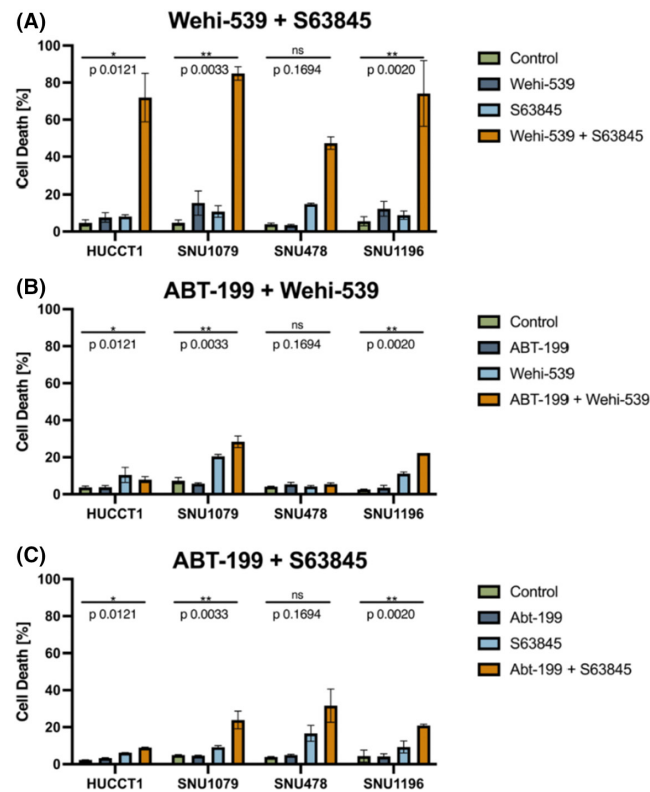 (A)
Wehi-539 + S63845
Cell Death [%]
100
80
60
40
20
0
* ** ns **
p 0.0121 p 0.0033 p 0.1694 p 0.0020
HUCCT1 SNU1079 SNU478 SNU1196
Control
Wehi-539
S63845
Wehi-539 + S63845
(B)
ABT-199 + Wehi-539
Cell Death [%]
100
80
60
40
20
0
* ** ns **
p 0.0121 p 0.0033 p 0.1694 p 0.0020
HUCCT1 SNU1079 SNU478 SNU1196
Control
ABT-199
Wehi-539
ABT-199 + Wehi-539
(C)
ABT-199 + S63845
Cell Death [%]
100
80
60
40
20
0
* ** ns **
p 0.0121 p 0.0033 p 0.1694 p 0.0020
HUCCT1 SNU1079 SNU478 SNU1196
Control
Abt-199
S63845
Abt-199 + S63845